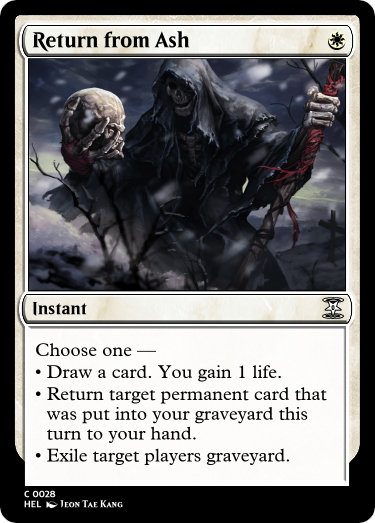 Return from Ash
Instant
Choose one —
• Draw a card. You gain 1 life.
• Return target permanent card that
was put into your graveyard this
turn to your hand.
• Exile target players graveyard.
C 0028
HEL Jeon Tae Kang